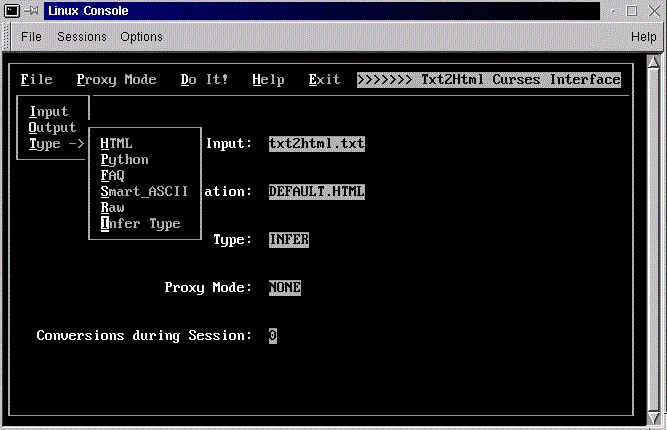 Linux Console
File Sessions Options Help
File Proxy Mode Do It! Help Exit >>>>>>> Txt2Html Curses Interface
Input
Output
Type ->
HTML Input: txt2html.txt
Python
FAQ
Smart_ASCII ation: DEFAULT.HTML
Raw
Infer Type
Type: INFER
Proxy Mode: NONE
Conversions during Session: 0